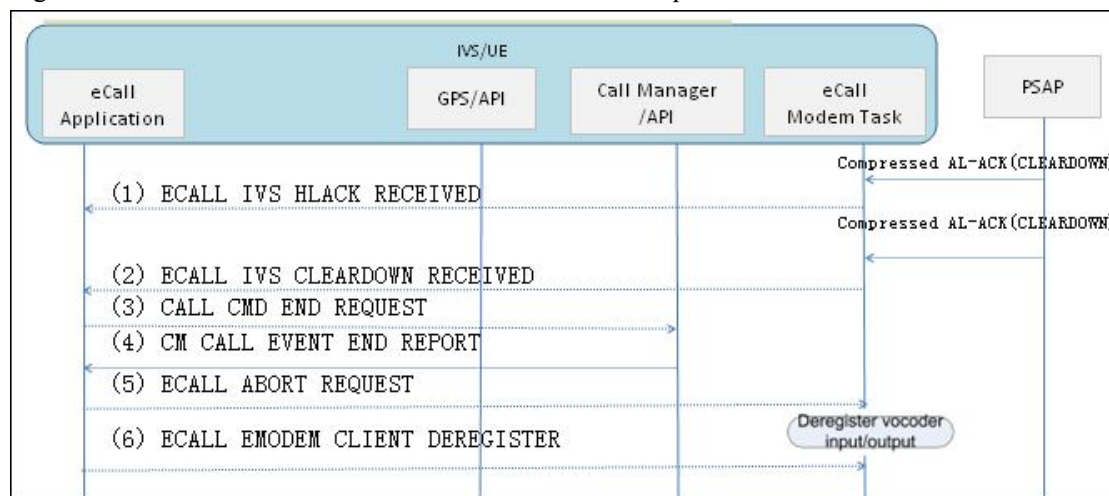 IVS/UE
eCall
Application
GPS/API
Call Manager
/API
eCall
Modem Task
PSAP
Compressed AL-ACK(CLEARDOWN)
(1) ECALL IVS HLACK RECEIVED
Compressed AL-ACK(CLEARDOWN)
(2) ECALL IVS CLEARDOWN RECEIVED
(3) CALL CMD END REQUEST
(4) CM CALL EVENT END REPORT
(5) ECALL ABORT REQUEST
Deregister vocoder
input/output
(6) ECALL EMODEM CLIENT DEREGISTER